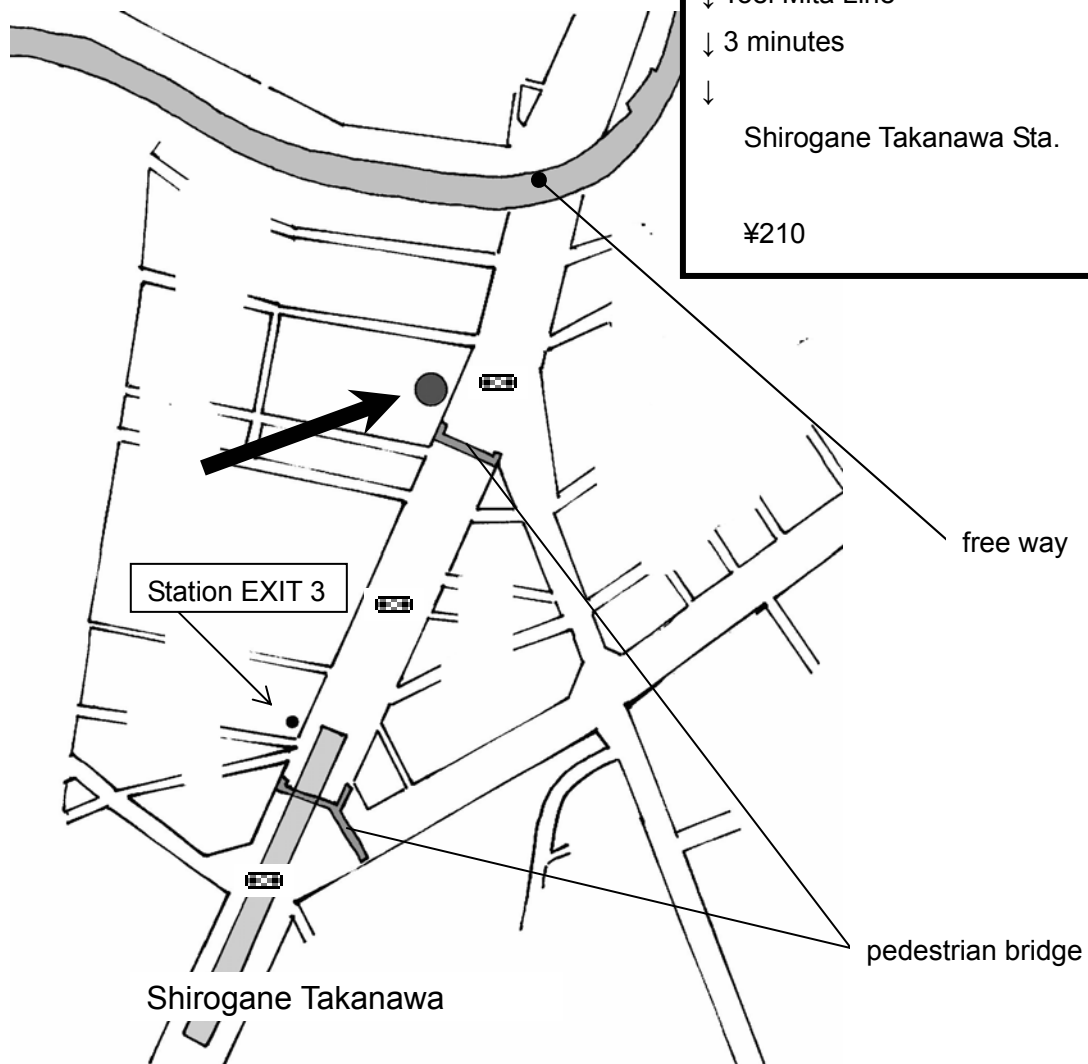 ↓ 3 minutes
↓
Shirogane Takanawa Sta.
¥210
free way
Station EXIT 3
pedestrian bridge
Shirogane Takanawa